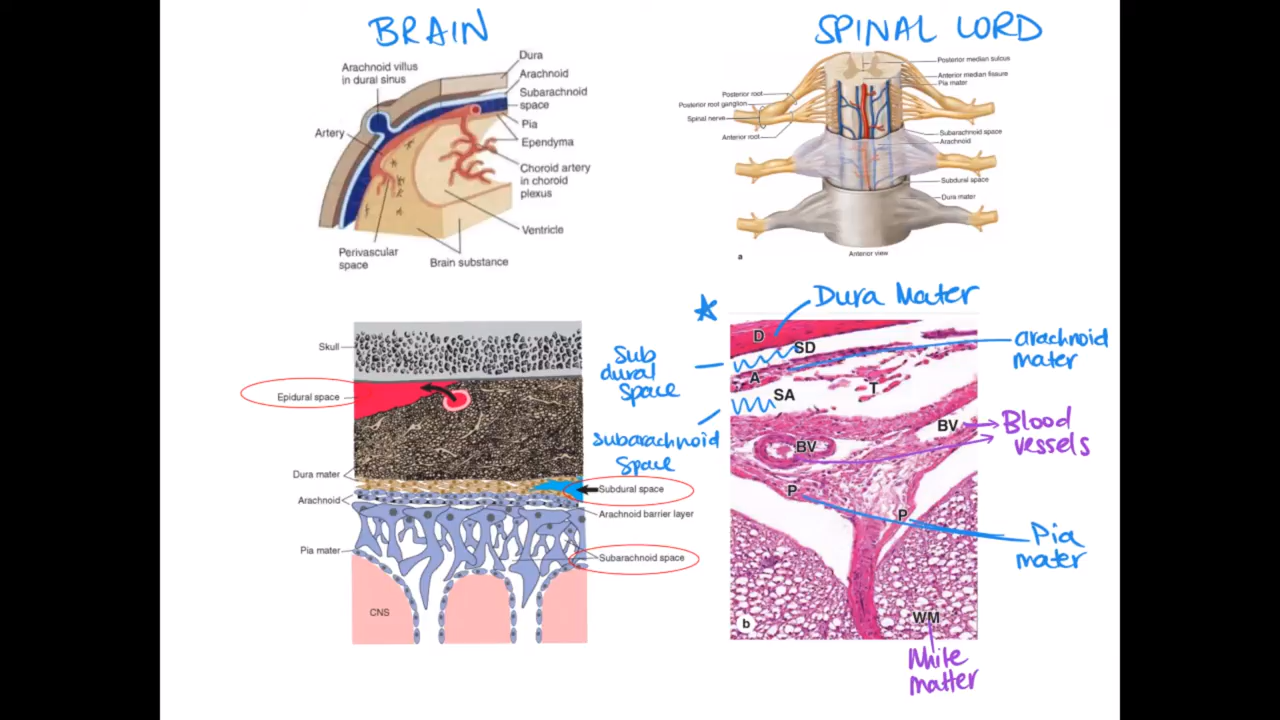 BRAIN
SPINAL LORD
Dura
Arachnoid
Subarachnoid
space
Pia
Ependyma
Choroid artery
in choroid
plexus
Ventricle
Brain substance
Perivascular
space
Artery
Arachnoid villus
in dural sinus
Posterior median sulcus
Anterior median fissure
Pia mater
Posterior root
Posterior root ganglion
Spinal nerve
Anterior root
Subarachnoid space
Arachnoid
Subdural space
Dura mater
a
Anterior view
Skull
Epidural space
Dura mater
Arachnoid
Pia mater
CNS
Subdural space
Arachnoid barrier layer
Subarachnoid space
Dura Mater
Sub
dural
Space
arachnoid
mater
subarachnoid
Space
Blood
vessels
Pia
mater
White
matter
D
SD
A
SA
T
BV
BV
P
P
WM
b